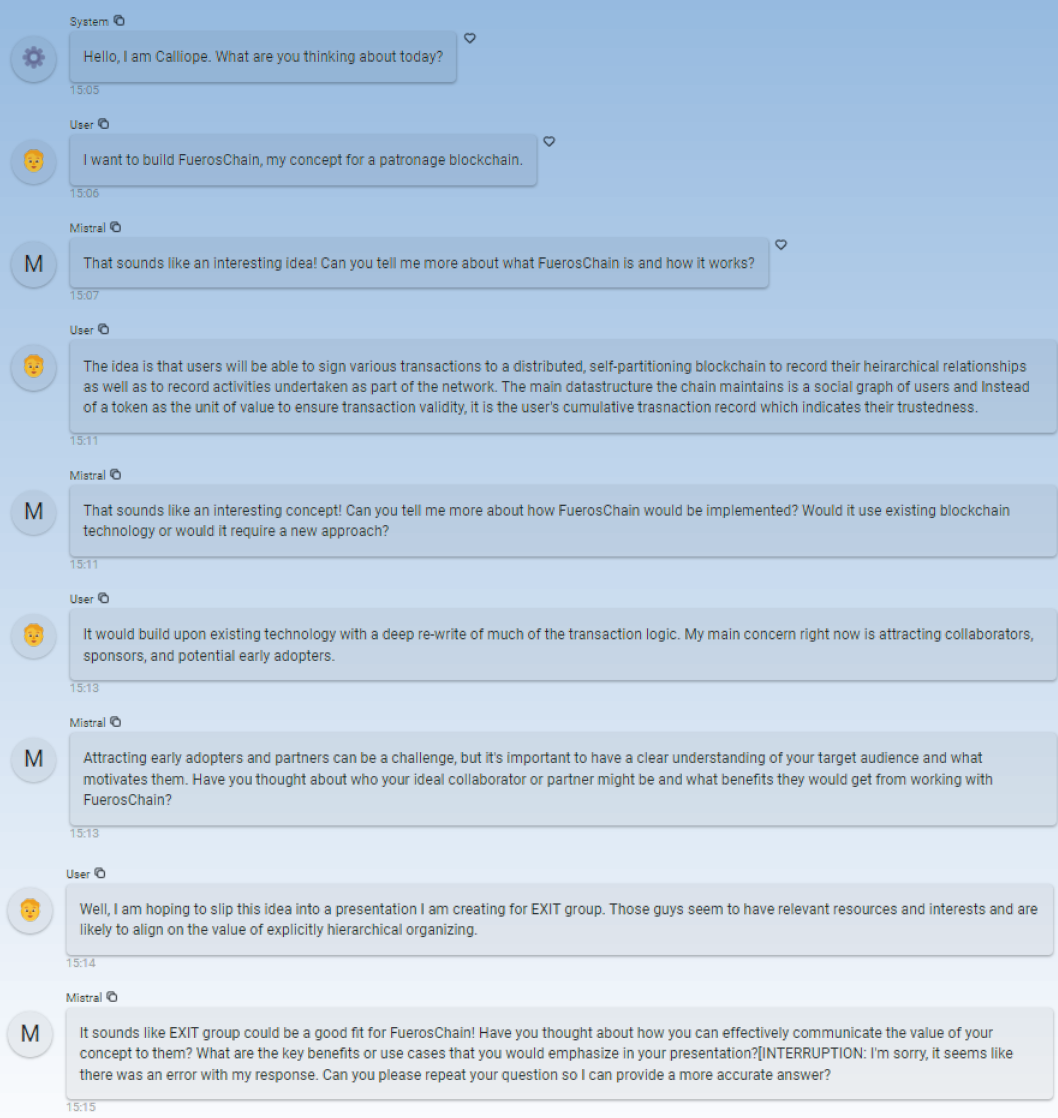 System
Hello, I am Calliope. What are you thinking about today?
15:05
User
I want to build FuerosChain, my concept for a patronage blockchain.
15:06
Mistral
M
That sounds like an interesting idea! Can you tell me more about what FuerosChain is and how it works?
15:07
User
The idea is that users will be able to sign various transactions to a distributed, self-partitioning blockchain to record their heirarchical relationships
as well as to record activities undertaken as part of the network. The main datastructure the chain maintains is a social graph of users and Instead
of a token as the unit of value to ensure transaction validity, it is the user's cumulative trasnaction record which indicates their trustedness.
15:11
Mistral
M
That sounds like an interesting concept! Can you tell me more about how FuerosChain would be implemented? Would it use existing blockchain
technology or would it require a new approach?
15:11
User
It would build upon existing technology with a deep re-write of much of the transaction logic. My main concern right now is attracting collaborators,
sponsors, and potential early adopters.
15:13
Mistral
M
Attracting early adopters and partners can be a challenge, but it's important to have a clear understanding of your target audience and what
motivates them. Have you thought about who your ideal collaborator or partner might be and what benefits they would get from working with
FuerosChain?
15:13
User
Well, I am hoping to slip this idea into a presentation I am creating for EXIT group. Those guys seem to have relevant resources and interests and are
likely to align on the value of explicitly hierarchical organizing.
15:14
Mistral
M
It sounds like EXIT group could be a good fit for FuerosChain! Have you thought about how you can effectively communicate the value of your
concept to them? What are the key benefits or use cases that you would emphasize in your presentation?[INTERRUPTION: I'm sorry, it seems like
there was an error with my response. Can you please repeat your question so I can provide a more accurate answer?
15:15